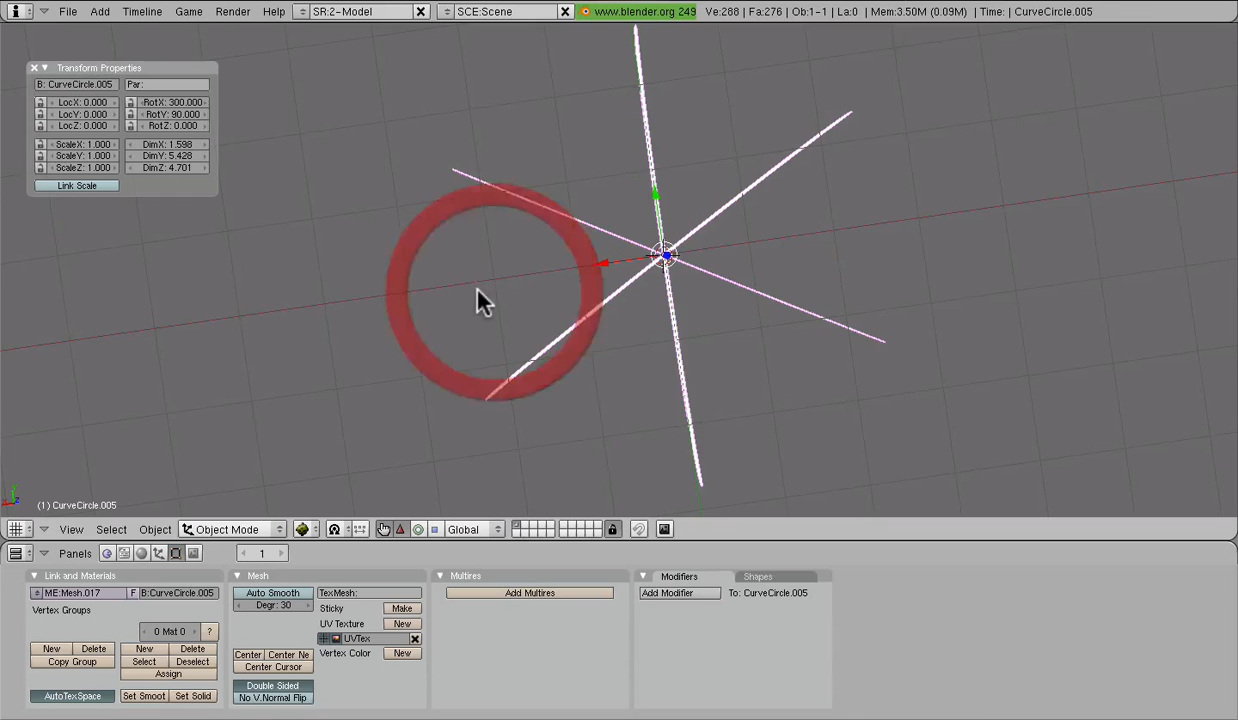 File Add Timeline Game Render Help SR:2-Model SCE:Scene www.blender.org 249 Ve:288 | Fa:276 | Ob:1-1 | La:0 | Mem:3.50M (0.09M) | Time: | CurveCircle.005
Transform Properties
OB: CurveCircle.005 Par:
LocX: 0.000 RotX: 300.000
LocY: 0.000 RotY: 90.000
LocZ: 0.000 RotZ: 0.000
ScaleX: 1.000 DimX: 1.598
ScaleY: 1.000 DimY: 5.428
ScaleZ: 1.000 DimZ: 4.701
Link Scale
(1) CurveCircle.005
View Select Object Object Mode Global
Panels 1
Link and Materials Mesh Multires Modifiers Shapes
ME:Mesh.017 F OB:CurveCircle.005 Auto Smooth TexMesh: Add Multires Add Modifier To: CurveCircle.005
Vertex Groups Degr: 30 Sticky Make
0 Mat 0 ? UV Texture New
UVTex
New Delete New Delete Center Center Ne Vertex Color New
Copy Group Select Deselect Center Cursor
Assign
Double Sided
AutoTexSpace Set Smoot Set Solid No V.Normal Flip